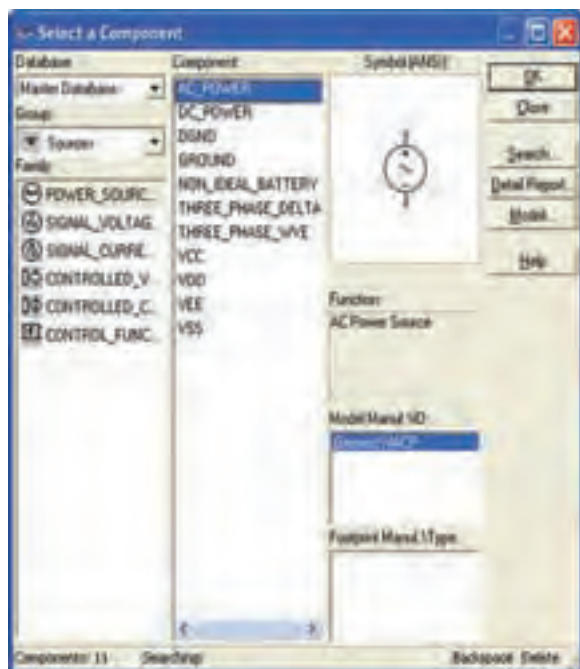 Select a Component
Database
Master Database
Group
Sources
Family
POWER_SOURC...
SIGNAL_VOLTAG...
SIGNAL_CURRE...
CONTROLLED_V...
CONTROLLED_C...
CONTROL_FUNC...
Component
AC_POWER
DC_POWER
DGND
GROUND
NON_IDEAL_BATTERY
THREE_PHASE_DELTA
THREE_PHASE_WYE
VCC
VDD
VEE
VSS
Symbol (ANSI)
Function
AC Power Source
Model Manuf.\ID
Generic\VACP
Footprint Manuf.\Type
OK
Close
Search...
Detail Report...
Model...
Help
Components: 11
Searching:
Backspace Delete